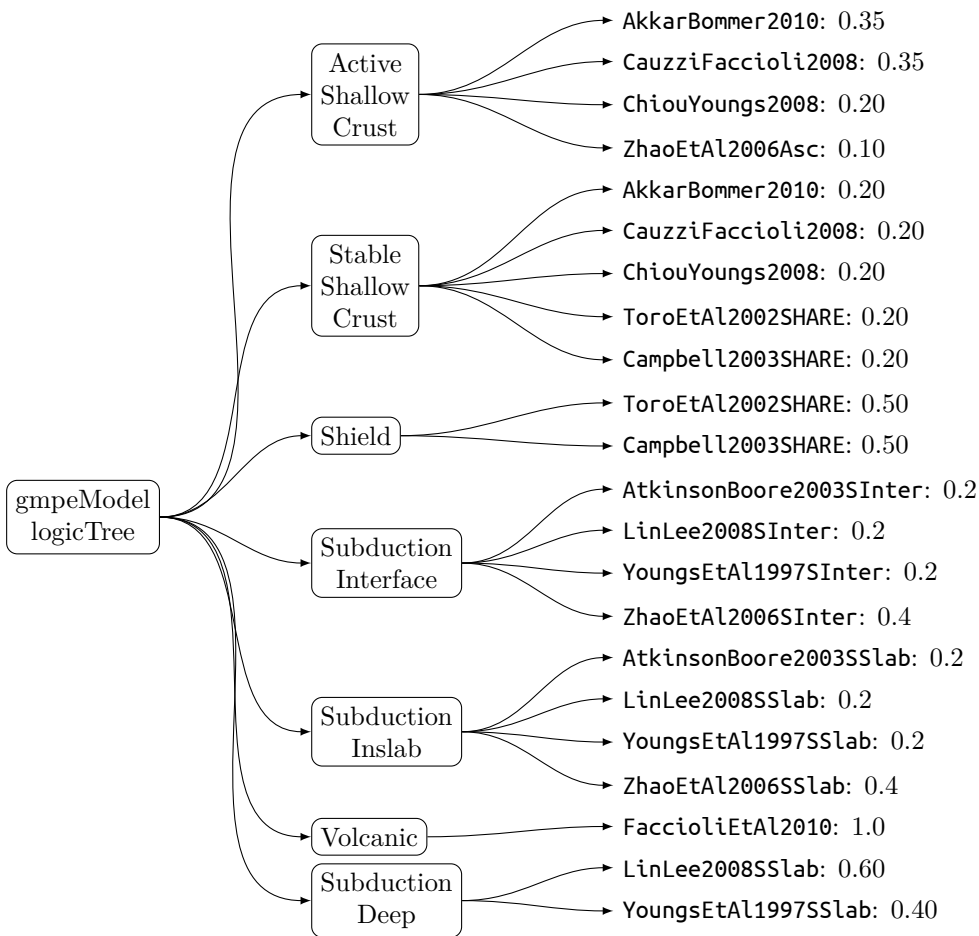 gmpeModel
logicTree
Active
Shallow
Crust
AkkarBommer2010: 0.35
CauzziFaccioli2008: 0.35
ChiouYoungs2008: 0.20
ZhaoEtAl2006Asc: 0.10
Stable
Shallow
Crust
AkkarBommer2010: 0.20
CauzziFaccioli2008: 0.20
ChiouYoungs2008: 0.20
ToroEtAl2002SHARE: 0.20
Campbell2003SHARE: 0.20
Shield
ToroEtAl2002SHARE: 0.50
Campbell2003SHARE: 0.50
Subduction
Interface
AtkinsonBoore2003SInter: 0.2
LinLee2008SInter: 0.2
YoungsEtAl1997SInter: 0.2
ZhaoEtAl2006SInter: 0.4
Subduction
Inslab
AtkinsonBoore2003SSlab: 0.2
LinLee2008SSlab: 0.2
YoungsEtAl1997SSlab: 0.2
ZhaoEtAl2006SSlab: 0.4
Volcanic
FaccioliEtAl2010: 1.0
Subduction
Deep
LinLee2008SSlab: 0.60
YoungsEtAl1997SSlab: 0.40